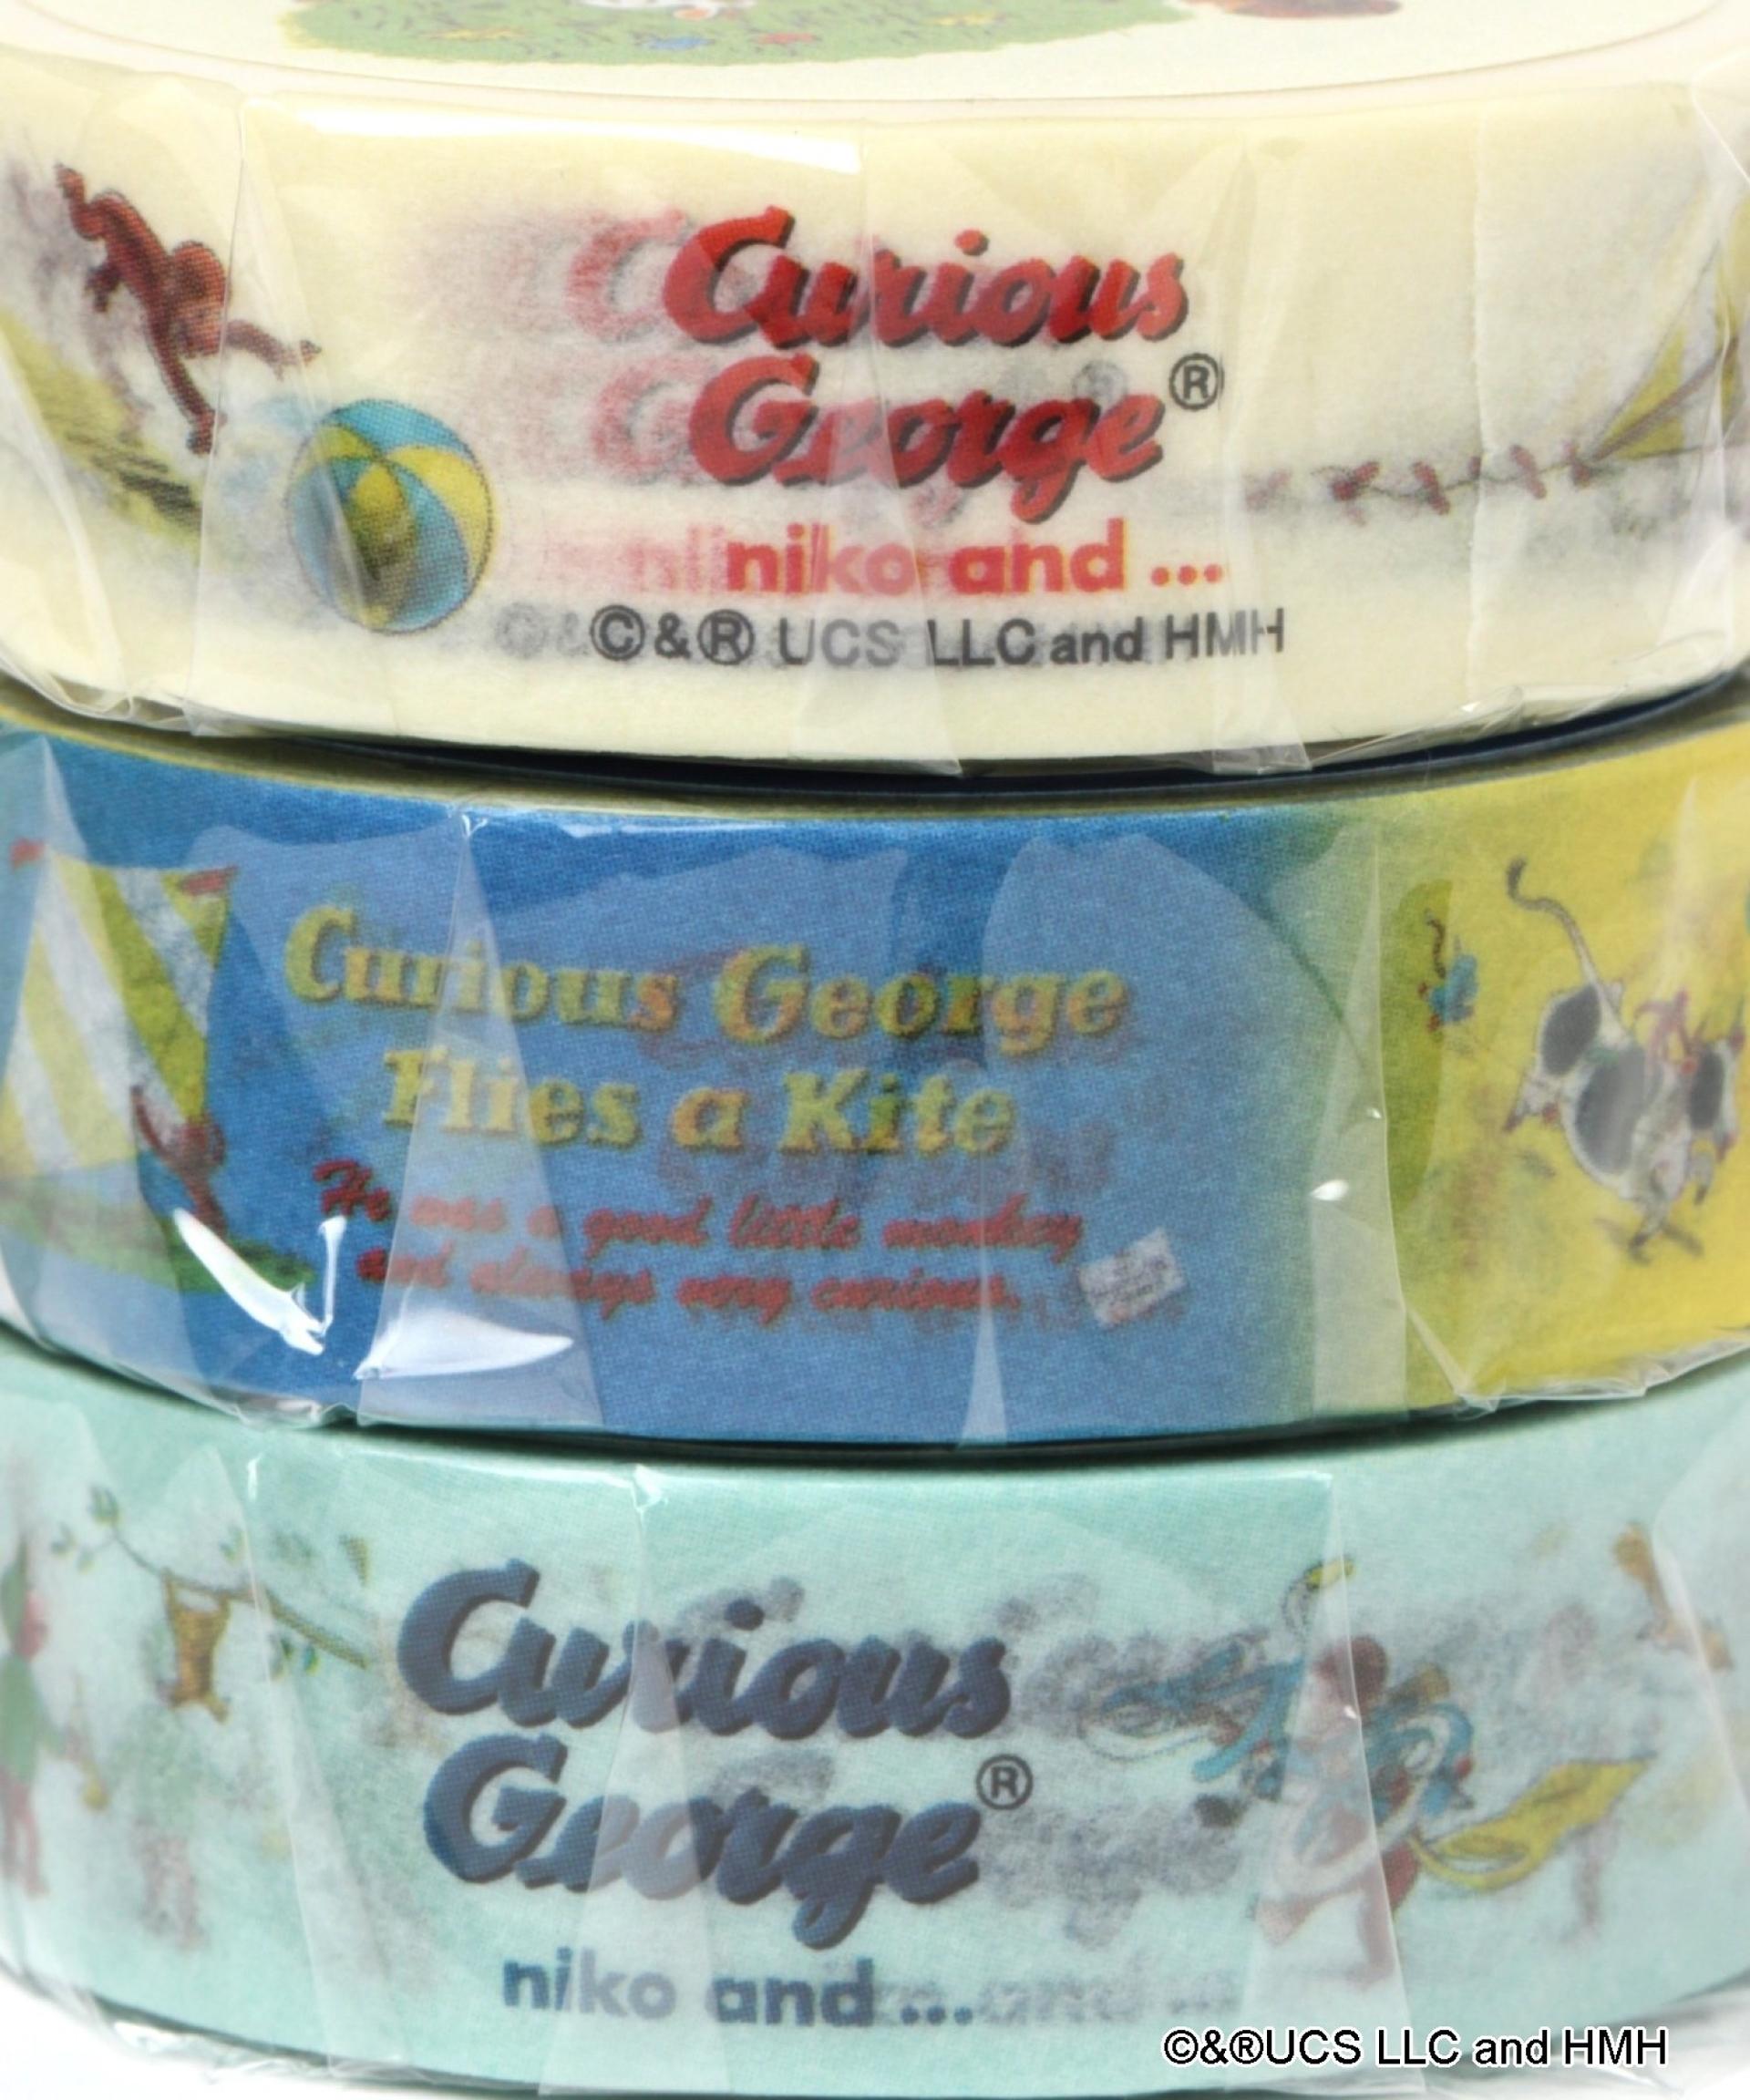 Curious
George®
niko and ...
©&® UCS LLC and HMH
Curious George
Flies a Kite
He was a good little monkey
and always very curious.
Curious
George®
niko and ...
©&®UCS LLC and HMH